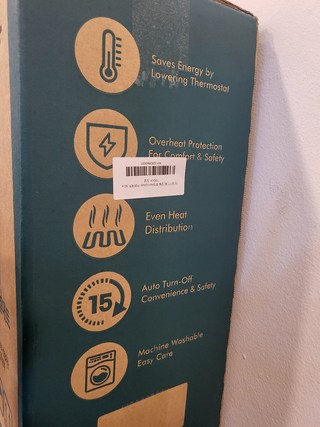 Saves Energy by
Lowering Thermostat
Overheat Protection
For Comfort & Safety
Even Heat
Distribution
15
Auto Turn-Off
Convenience & Safety
Machine Washable
Easy Care